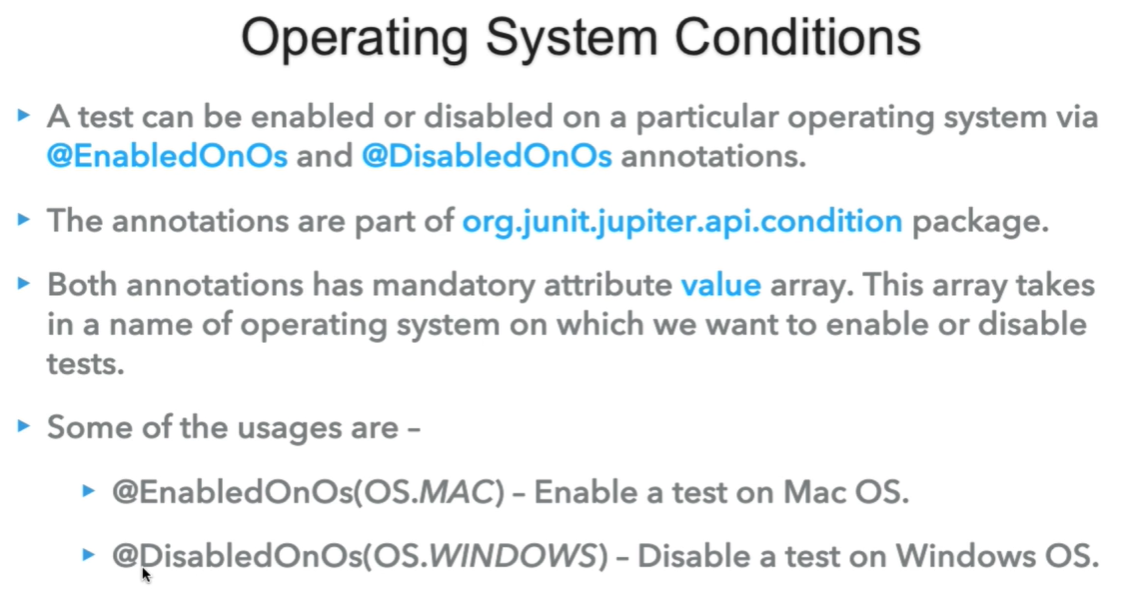 Operating System Conditions
A test can be enabled or disabled on a particular operating system via
@EnabledOnOs and @DisabledOnOs annotations.
The annotations are part of org.junit.jupiter.api.condition package.
Both annotations has mandatory attribute value array. This array takes
in a name of operating system on which we want to enable or disable
tests.
Some of the usages are –
@EnabledOnOs(OS.MAC) – Enable a test on Mac OS.
@DisabledOnOs(OS.WINDOWS) – Disable a test on Windows OS.